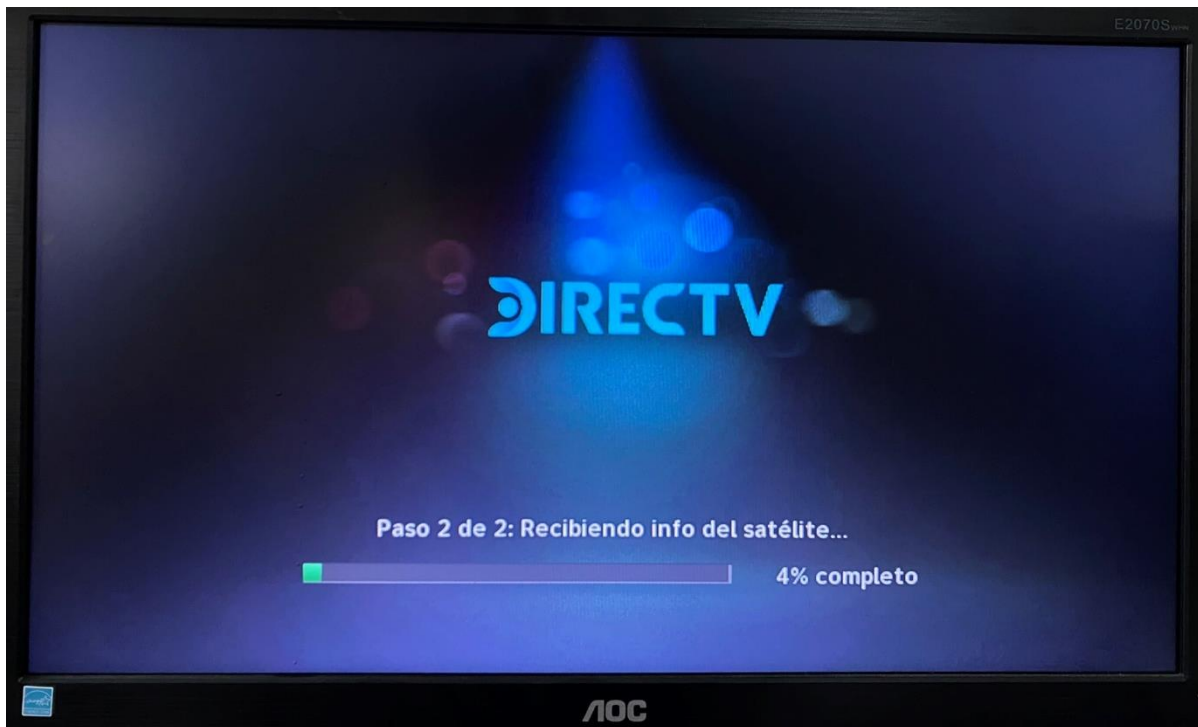 E2070S
DIRECTV
Paso 2 de 2: Recibiendo info del satélite...
4% completo
AOC